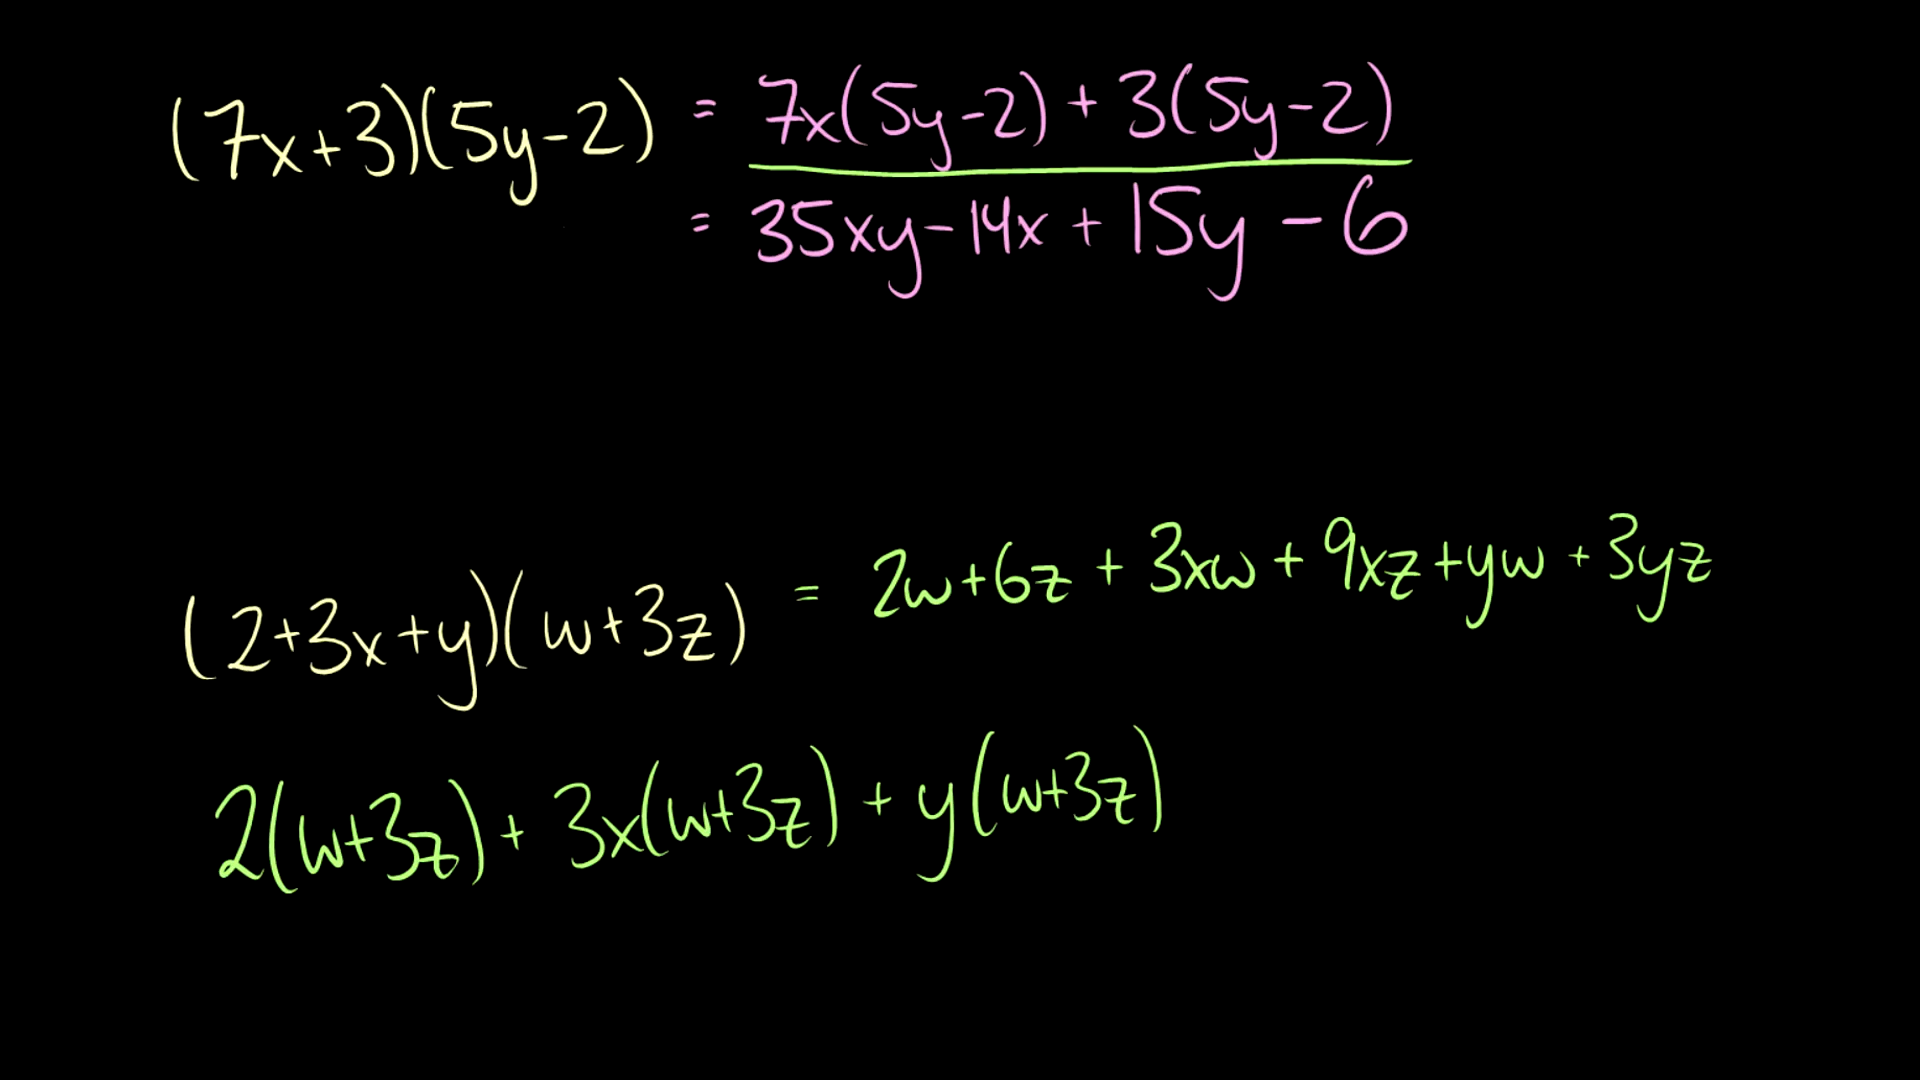 (7x+3)(5y-2) = 7x(5y-2) + 3(5y-2)
= 35xy-14x + 15y - 6
(2+3x+y)(w+3z) = 2w+6z + 3xw + 9xz+yw + 3yz
2(w+3z) + 3x(w+3z) + y(w+3z)